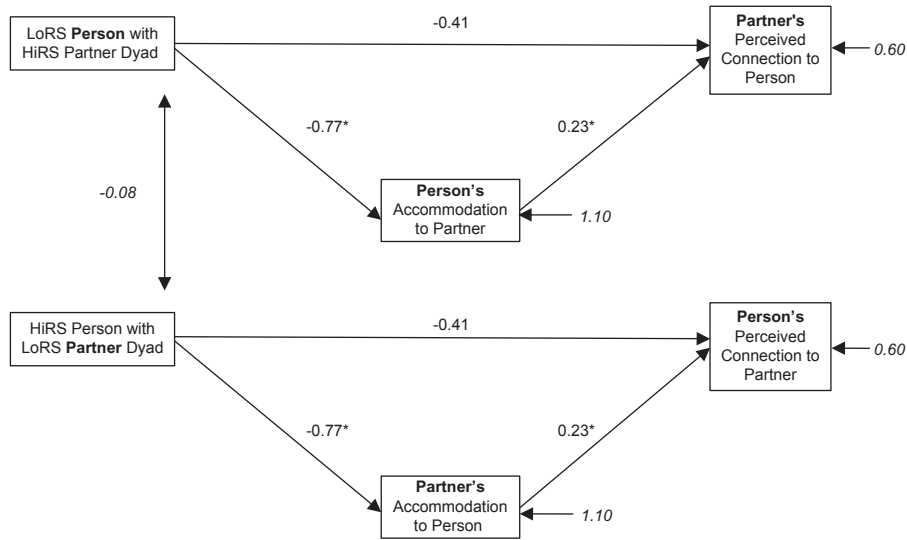 LoRS Person with
HiRS Partner Dyad
-0.41
Partner's
Perceived
Connection to
Person
0.60
-0.77*
0.23*
Person's
Accommodation
to Partner
1.10
-0.08
HiRS Person with
LoRS Partner Dyad
-0.41
Person's
Perceived
Connection to
Partner
0.60
-0.77*
0.23*
Partner's
Accommodation
to Person
1.10